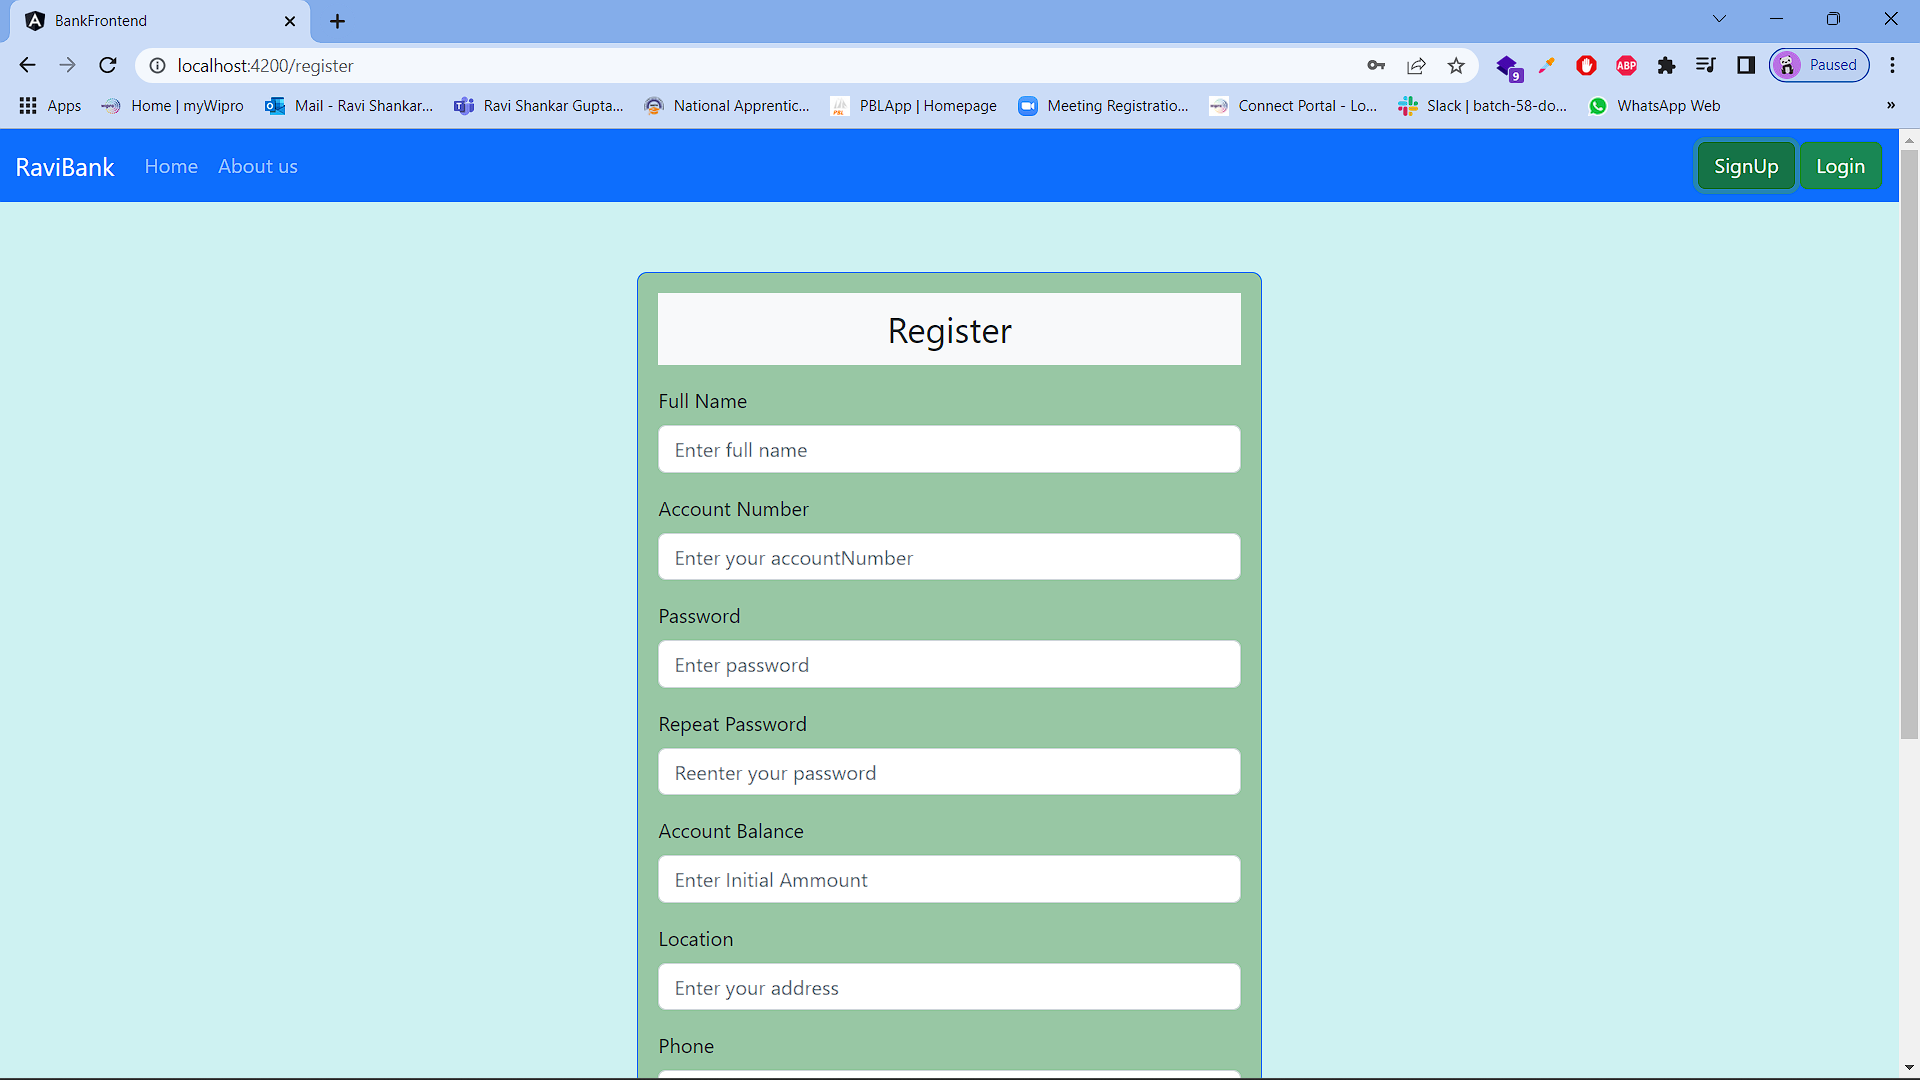 BankFrontend
localhost:4200/register
9
ABP
Paused
Apps
Home | myWipro
Mail - Ravi Shankar...
Ravi Shankar Gupta...
National Apprentic...
PBLApp | Homepage
Meeting Registratio...
Connect Portal - Lo...
Slack | batch-58-do...
WhatsApp Web
»
RaviBank
Home
About us
SignUp
Login
Register
Full Name
Enter full name
Account Number
Enter your accountNumber
Password
Enter password
Repeat Password
Reenter your password
Account Balance
Enter Initial Ammount
Location
Enter your address
Phone